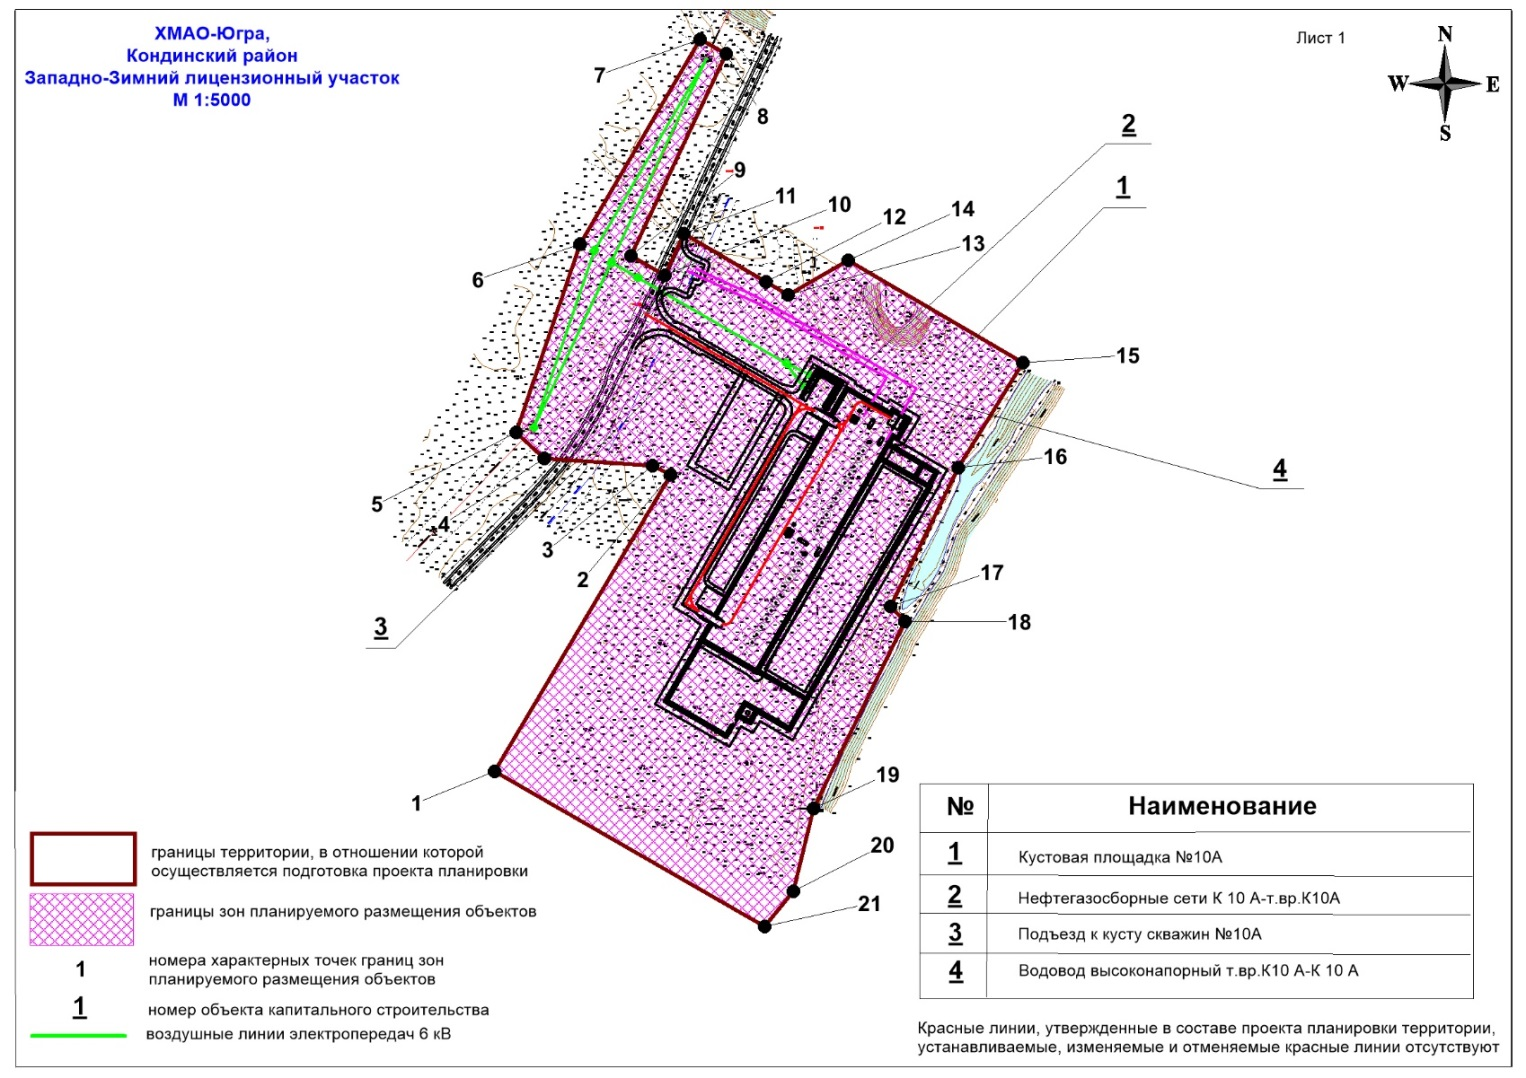 ХМАО-Югра,
Кондинский район
Западно-Зимний лицензионный участок
М 1:5000
Лист 1
N
W
E
S
7
8
2
9
1
11
10
12
14
13
6
15
16
4
5
4
3
2
17
18
3
19
1
20
21
№ Наименование
1 Кустовая площадка №10А
2 Нефтегазосборные сети К 10 А-т.вр.К10А
3 Подъезд к кусту скважин №10А
4 Водовод высоконапорный т.вр.К10 А-К 10 А
границы территории, в отношении которой
осуществляется подготовка проекта планировки
границы зон планируемого размещения объектов
1 номера характерных точек границ зон
планируемого размещения объектов
1 номер объекта капитального строительства
воздушные линии электропередач 6 кВ
Красные линии, утвержденные в составе проекта планировки территории,
устанавливаемые, изменяемые и отменяемые красные линии отсутствуют